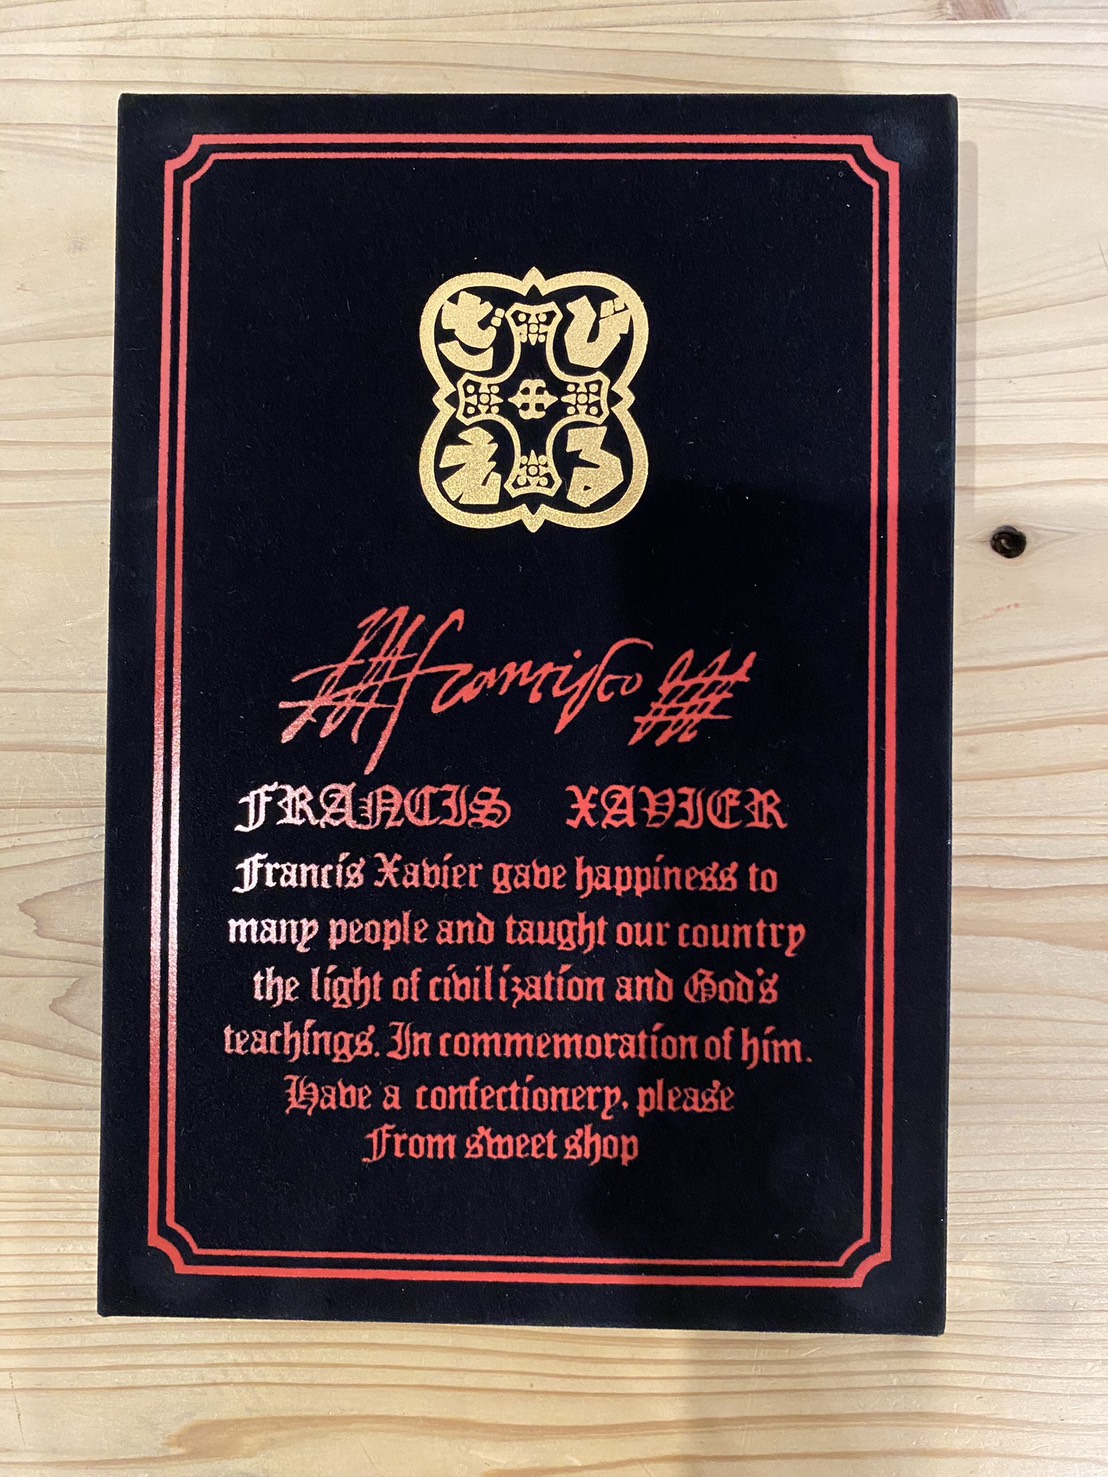 ざび
える
Francisco
FRANCIS XAVIER
Francis Xavier gave happiness to
many people and taught our country
the light of civilization and God's
teachings. In commemoration of him.
Have a confectionery, please
From sweet shop